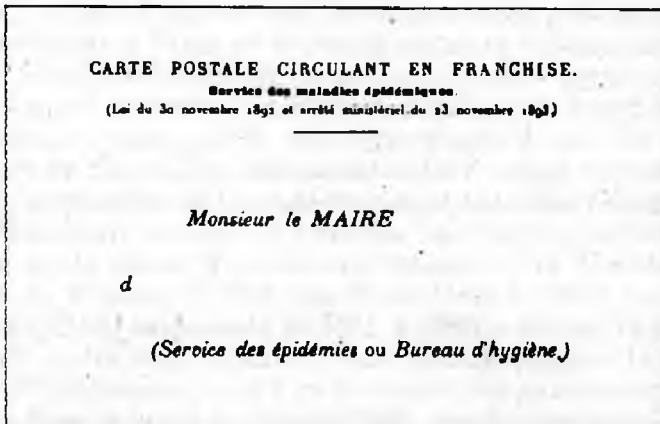 CARTE POSTALE CIRCULANT EN FRANCHISE.
Service des maladies épidémiques.
(Loi du 30 novembre 1892 et arrêté ministériel du 23 novembre 1893)
Monsieur le MAIRE
d
(Service des épidémies ou Bureau d'hygiène.)